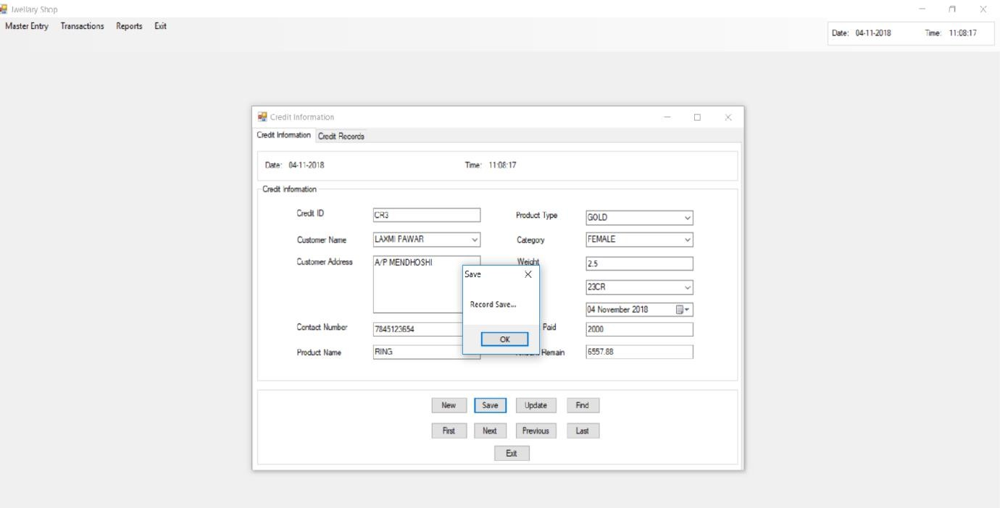 Jwellary Shop
Master Entry Transactions Reports Exit
Date: 04-11-2018 Time: 11:08:17
Credit Information
Credit Information Credit Records
Date: 04-11-2018 Time: 11:08:17
Credit Information
Credit ID CR3 Product Type GOLD
Customer Name LAXMI PAWAR Category FEMALE
Customer Address A/P MENDHOSHI Weight 2.5
Save
23CR
Record Save...
04 November 2018
Contact Number 7845123654 Paid 2000
OK
Product Name RING Remain 6557.88
New Save Update Find
First Next Previous Last
Exit